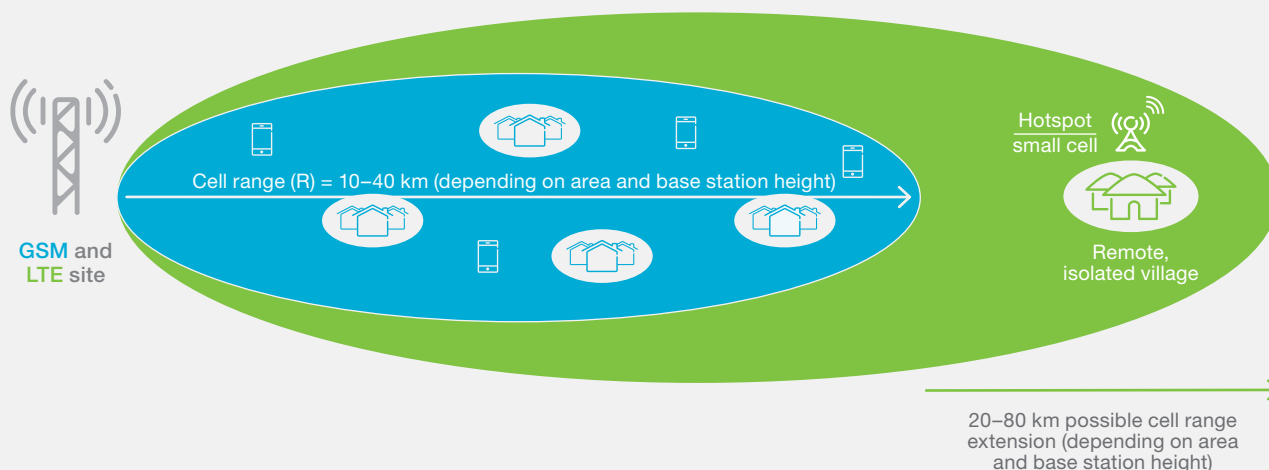 Hotspot
small cell
Cell range (R) = 10–40 km (depending on area and base station height)
GSM and
LTE site
Remote,
isolated village
20–80 km possible cell range
extension (depending on area
and base station height)